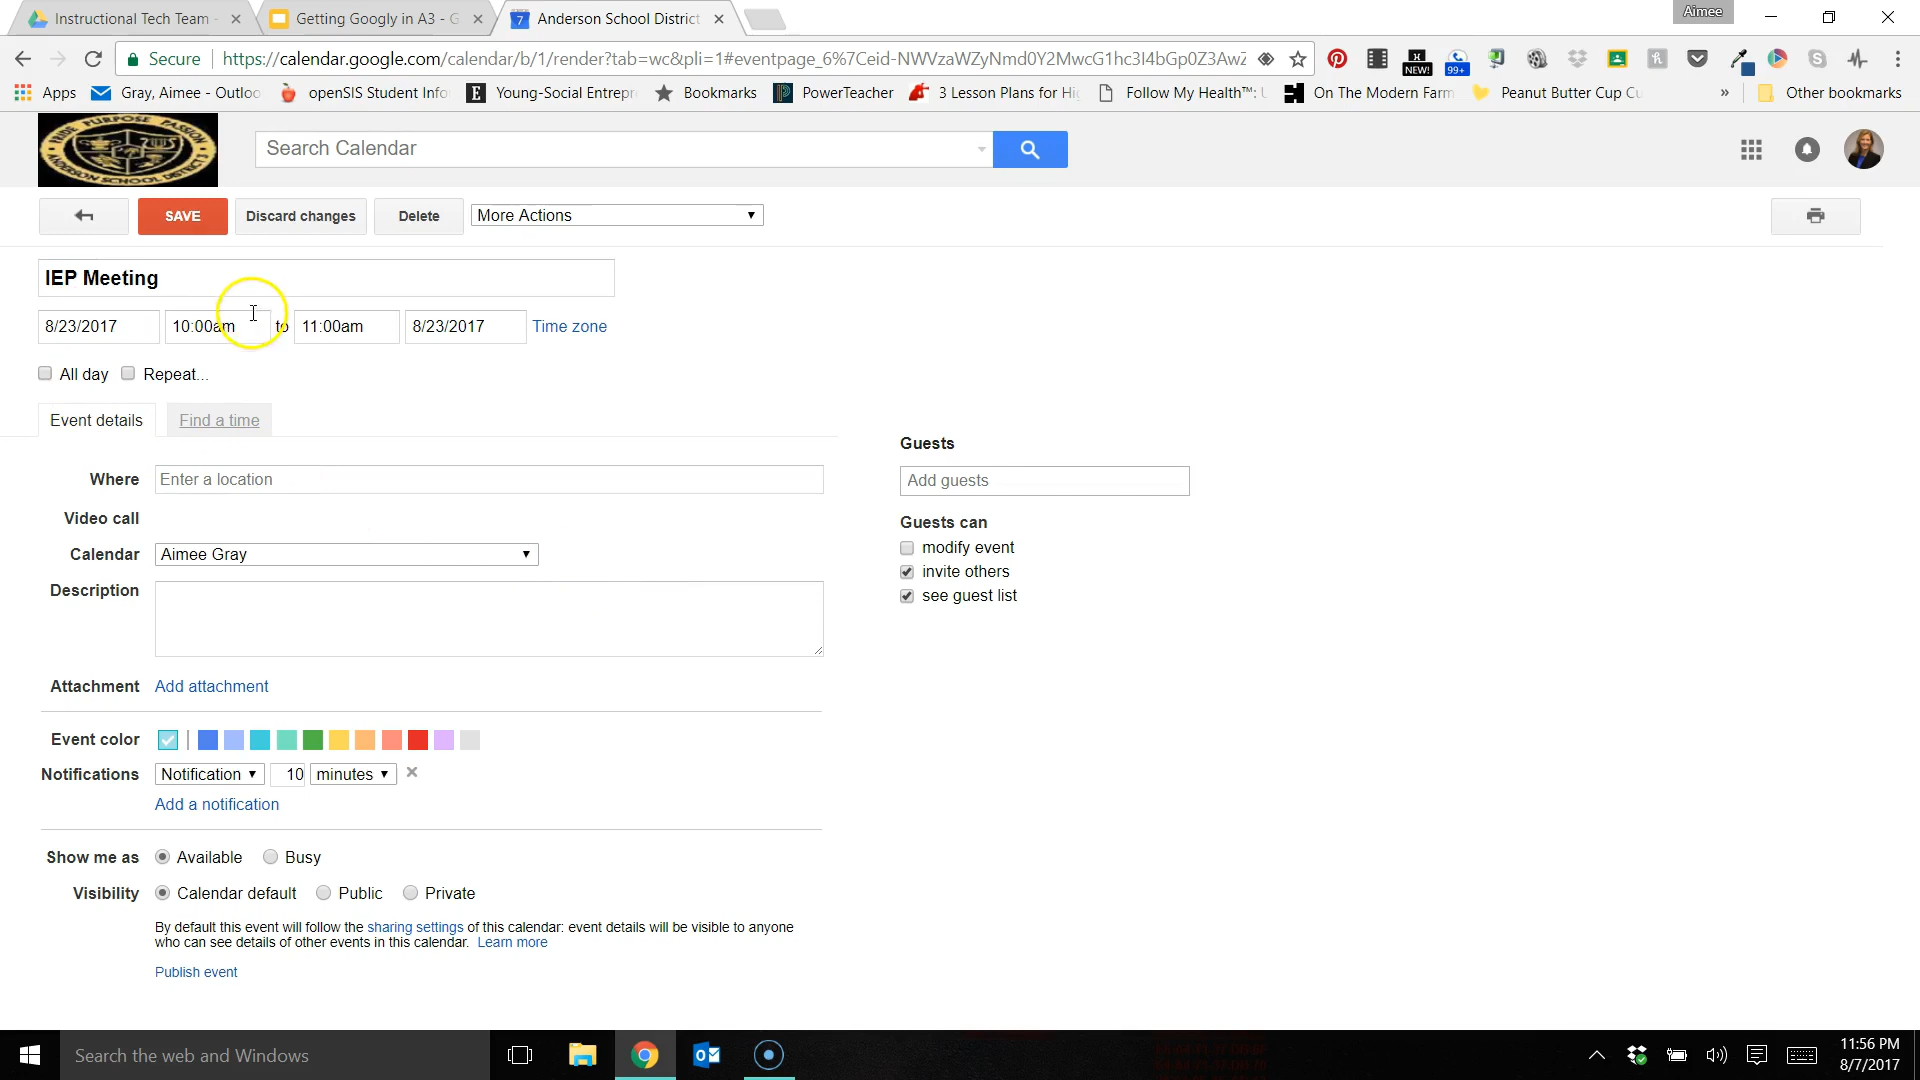 Instructional Tech Team -
Getting Googly in A3 - G
Anderson School District
Aimee
Secure
https://calendar.google.com/calendar/b/1/render?tab=wc&pli=1#eventpage_6%7Ceid-NWVzaWZyNmd0Y2MwcG1hc3I4bGp0Z3AwZ
NEW!
99+
Apps
Gray, Aimee - Outloo
openSIS Student Info
Young-Social Entrepr
Bookmarks
PowerTeacher
3 Lesson Plans for Hi
Follow My Health™: U
On The Modern Farm
Peanut Butter Cup Cu
»
Other bookmarks
PRIDE PURPOSE PASSION
ANDERSON SCHOOL DISTRICT
Search Calendar
SAVE
Discard changes
Delete
More Actions
IEP Meeting
8/23/2017
10:00am
to
11:00am
8/23/2017
Time zone
All day
Repeat...
Event details
Find a time
Guests
Where
Enter a location
Add guests
Video call
Guests can
Calendar
Aimee Gray
modify event
invite others
Description
see guest list
Attachment
Add attachment
Event color
Notifications
Notification
10
minutes
Add a notification
Show me as
Available
Busy
Visibility
Calendar default
Public
Private
By default this event will follow the sharing settings of this calendar: event details will be visible to anyone
who can see details of other events in this calendar. Learn more
Publish event
Search the web and Windows
11:56 PM
8/7/2017